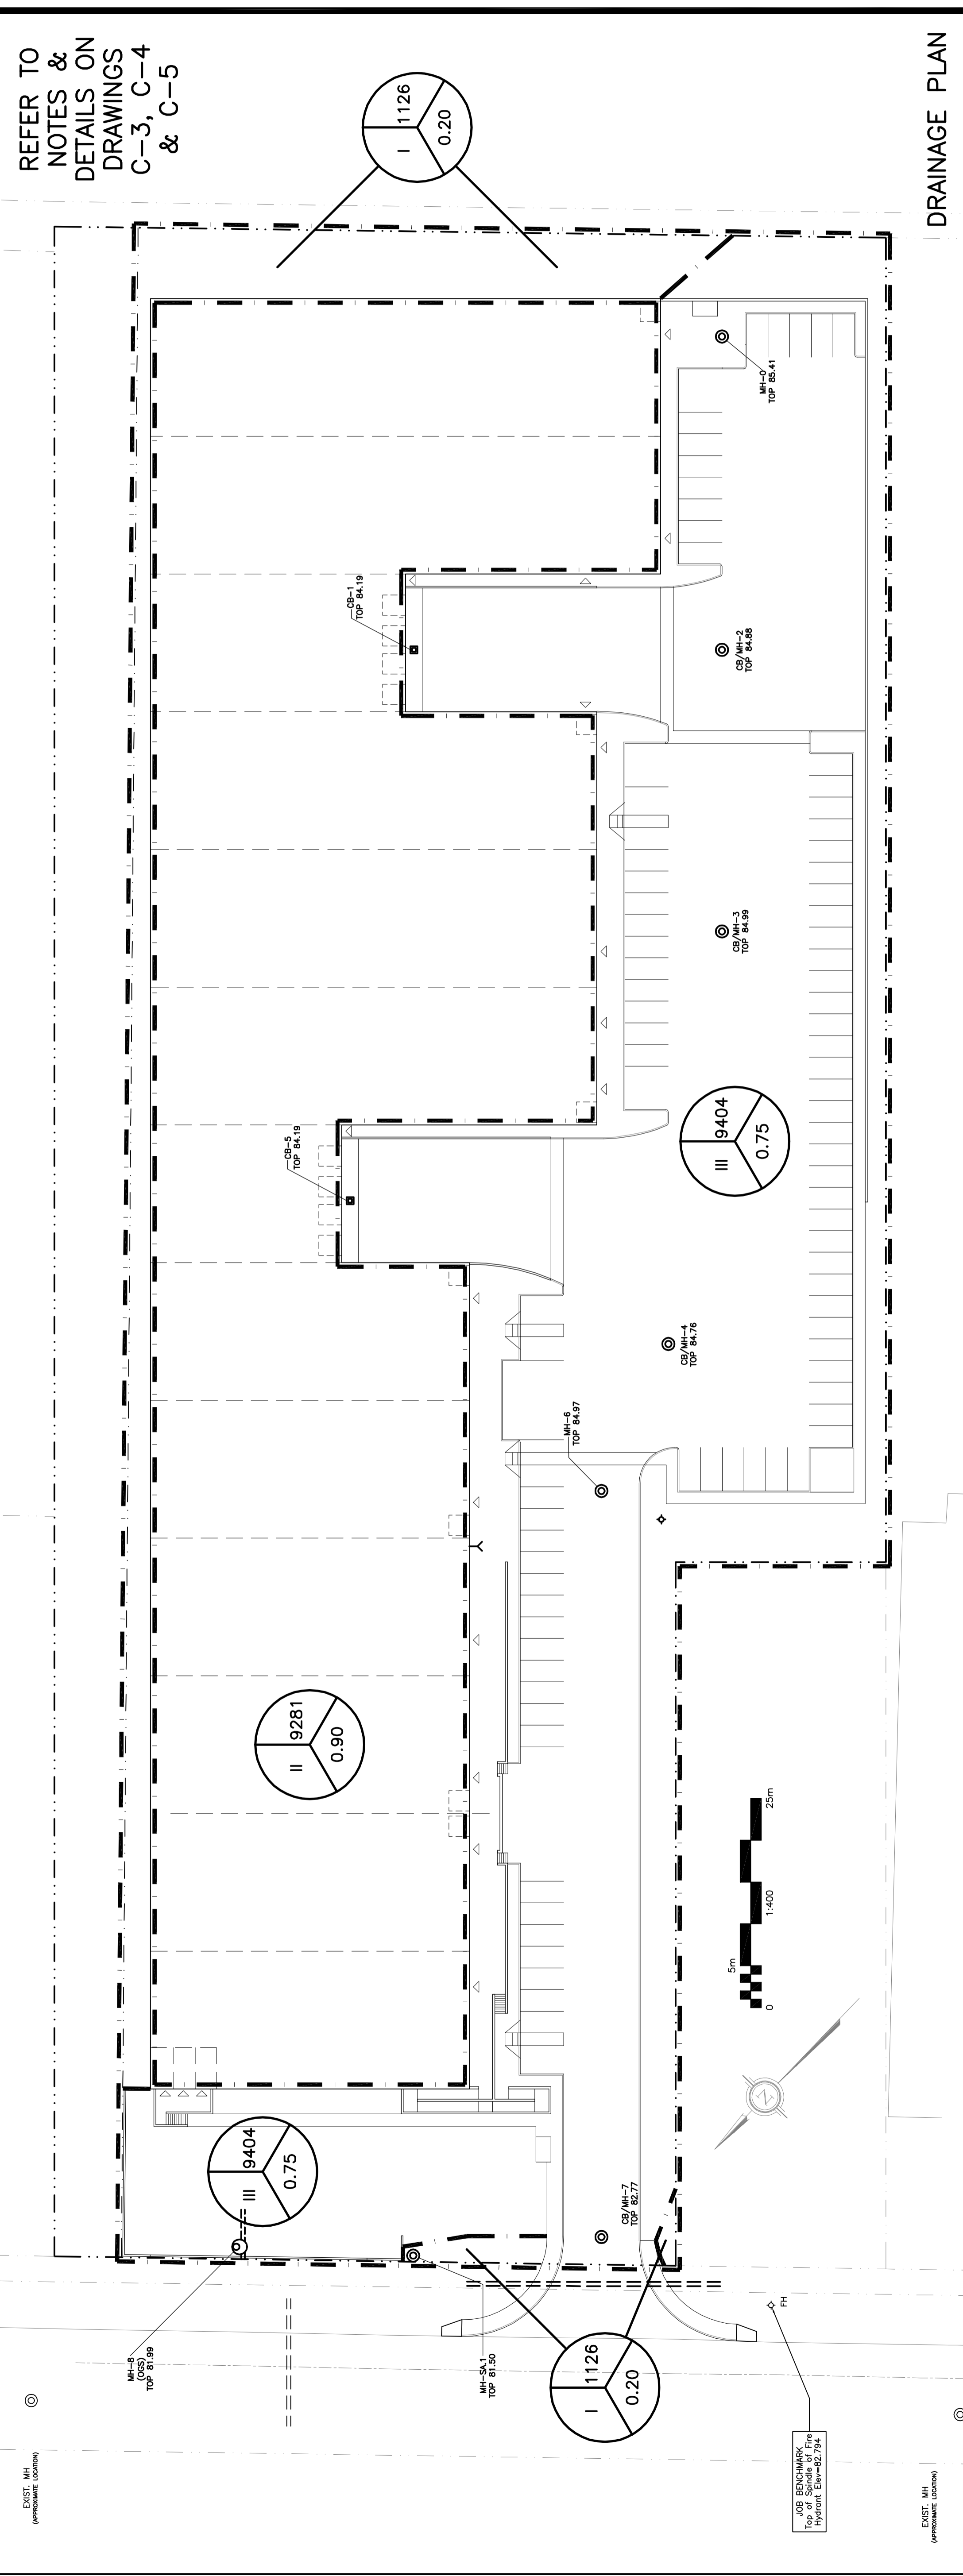 REFER TO
NOTES &
DETAILS ON
DRAWINGS
C-3, C-4
& C-5
DRAINAGE PLAN
I
1126
0.20
MH-0
TOP 85.41
CB-1
TOP 84.19
CB/MH-2
TOP 84.88
CB/MH-3
TOP 84.99
III
9404
0.75
CB-5
TOP 84.19
CB/MH-4
TOP 84.76
MH-6
TOP 84.97
II
9281
0.90
0
5m
1:400
25m
N
III
9404
0.75
CB/MH-7
TOP 82.77
FH
MH-8
(OGS)
TOP 81.99
MH-SA.1
TOP 81.50
I
1126
0.20
JOB BENCHMARK
Top of Spindle of Fire
Hydrant Elev=82.794
EXIST. MH
(APPROXIMATE LOCATION)
EXIST. MH
(APPROXIMATE LOCATION)